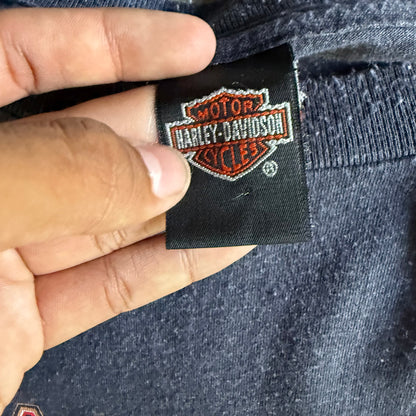 MOTOR
HARLEY-DAVIDSON
CYCLES
®